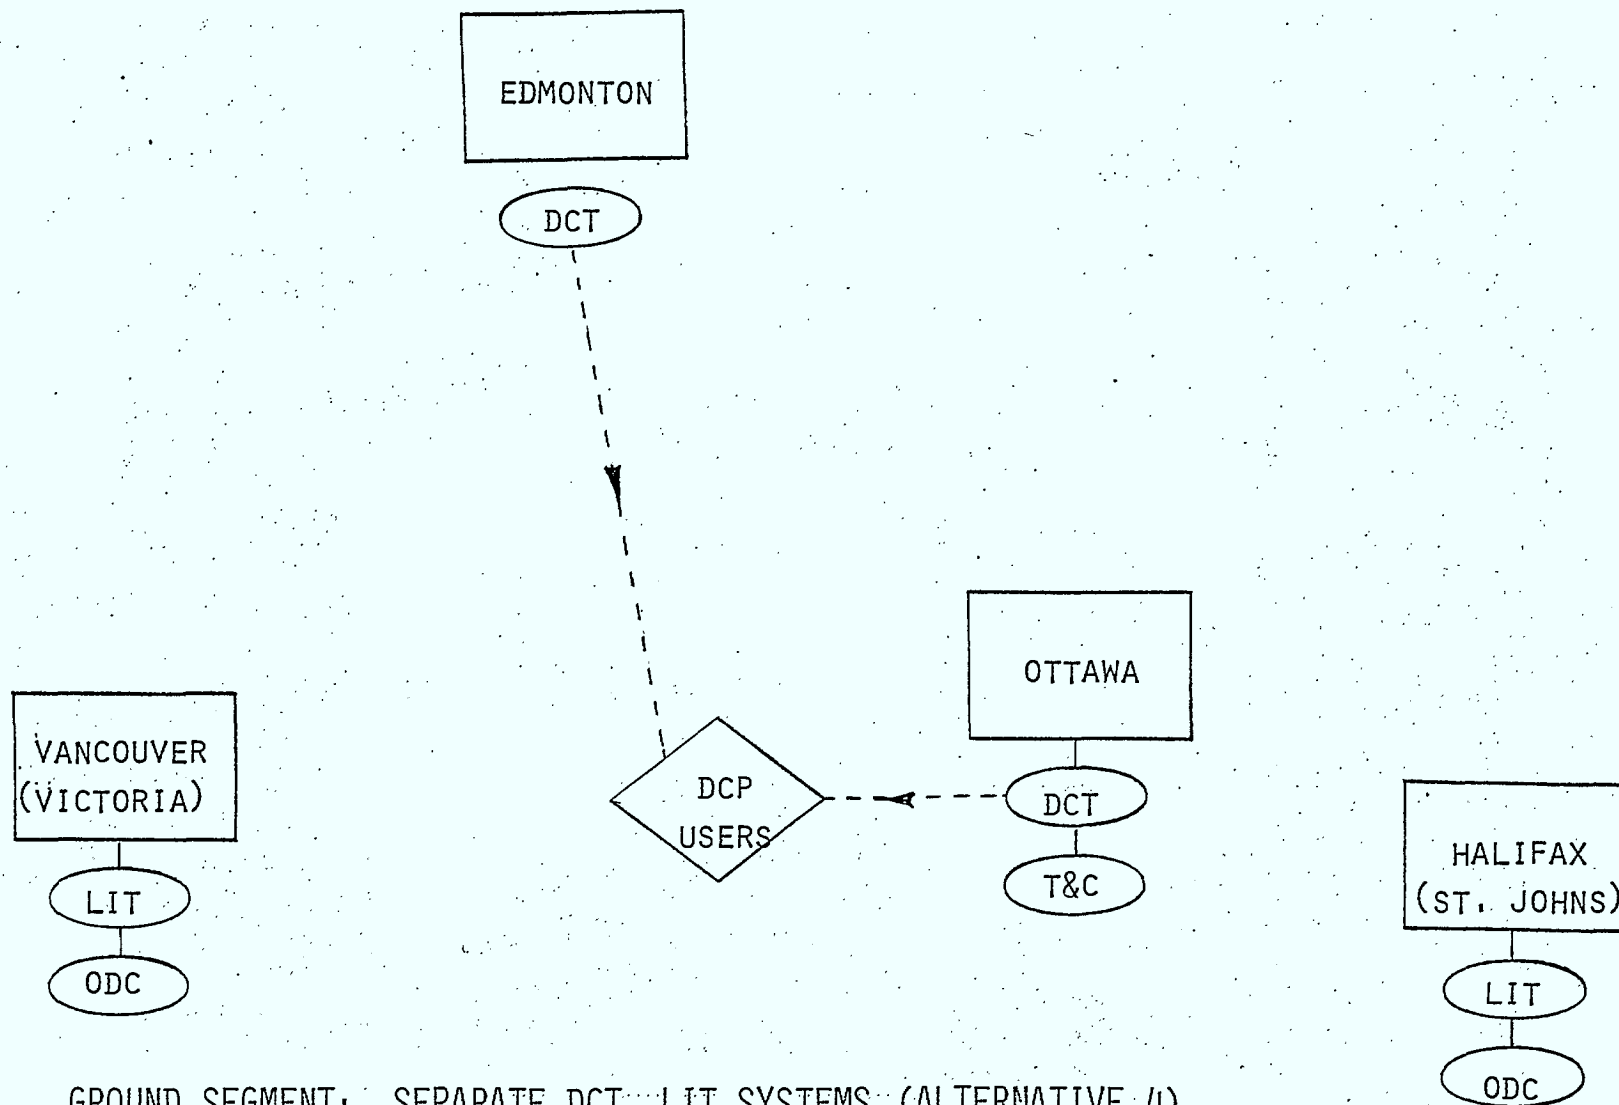 EDMONTON
DCT
OTTAWA
DCT
T&C
DCP
USERS
VANCOUVER
(VICTORIA)
LIT
ODC
HALIFAX
(ST. JOHNS)
LIT
ODC
GROUND SEGMENT: SEPARATE DCT LIT SYSTEMS (ALTERNATIVE 4)